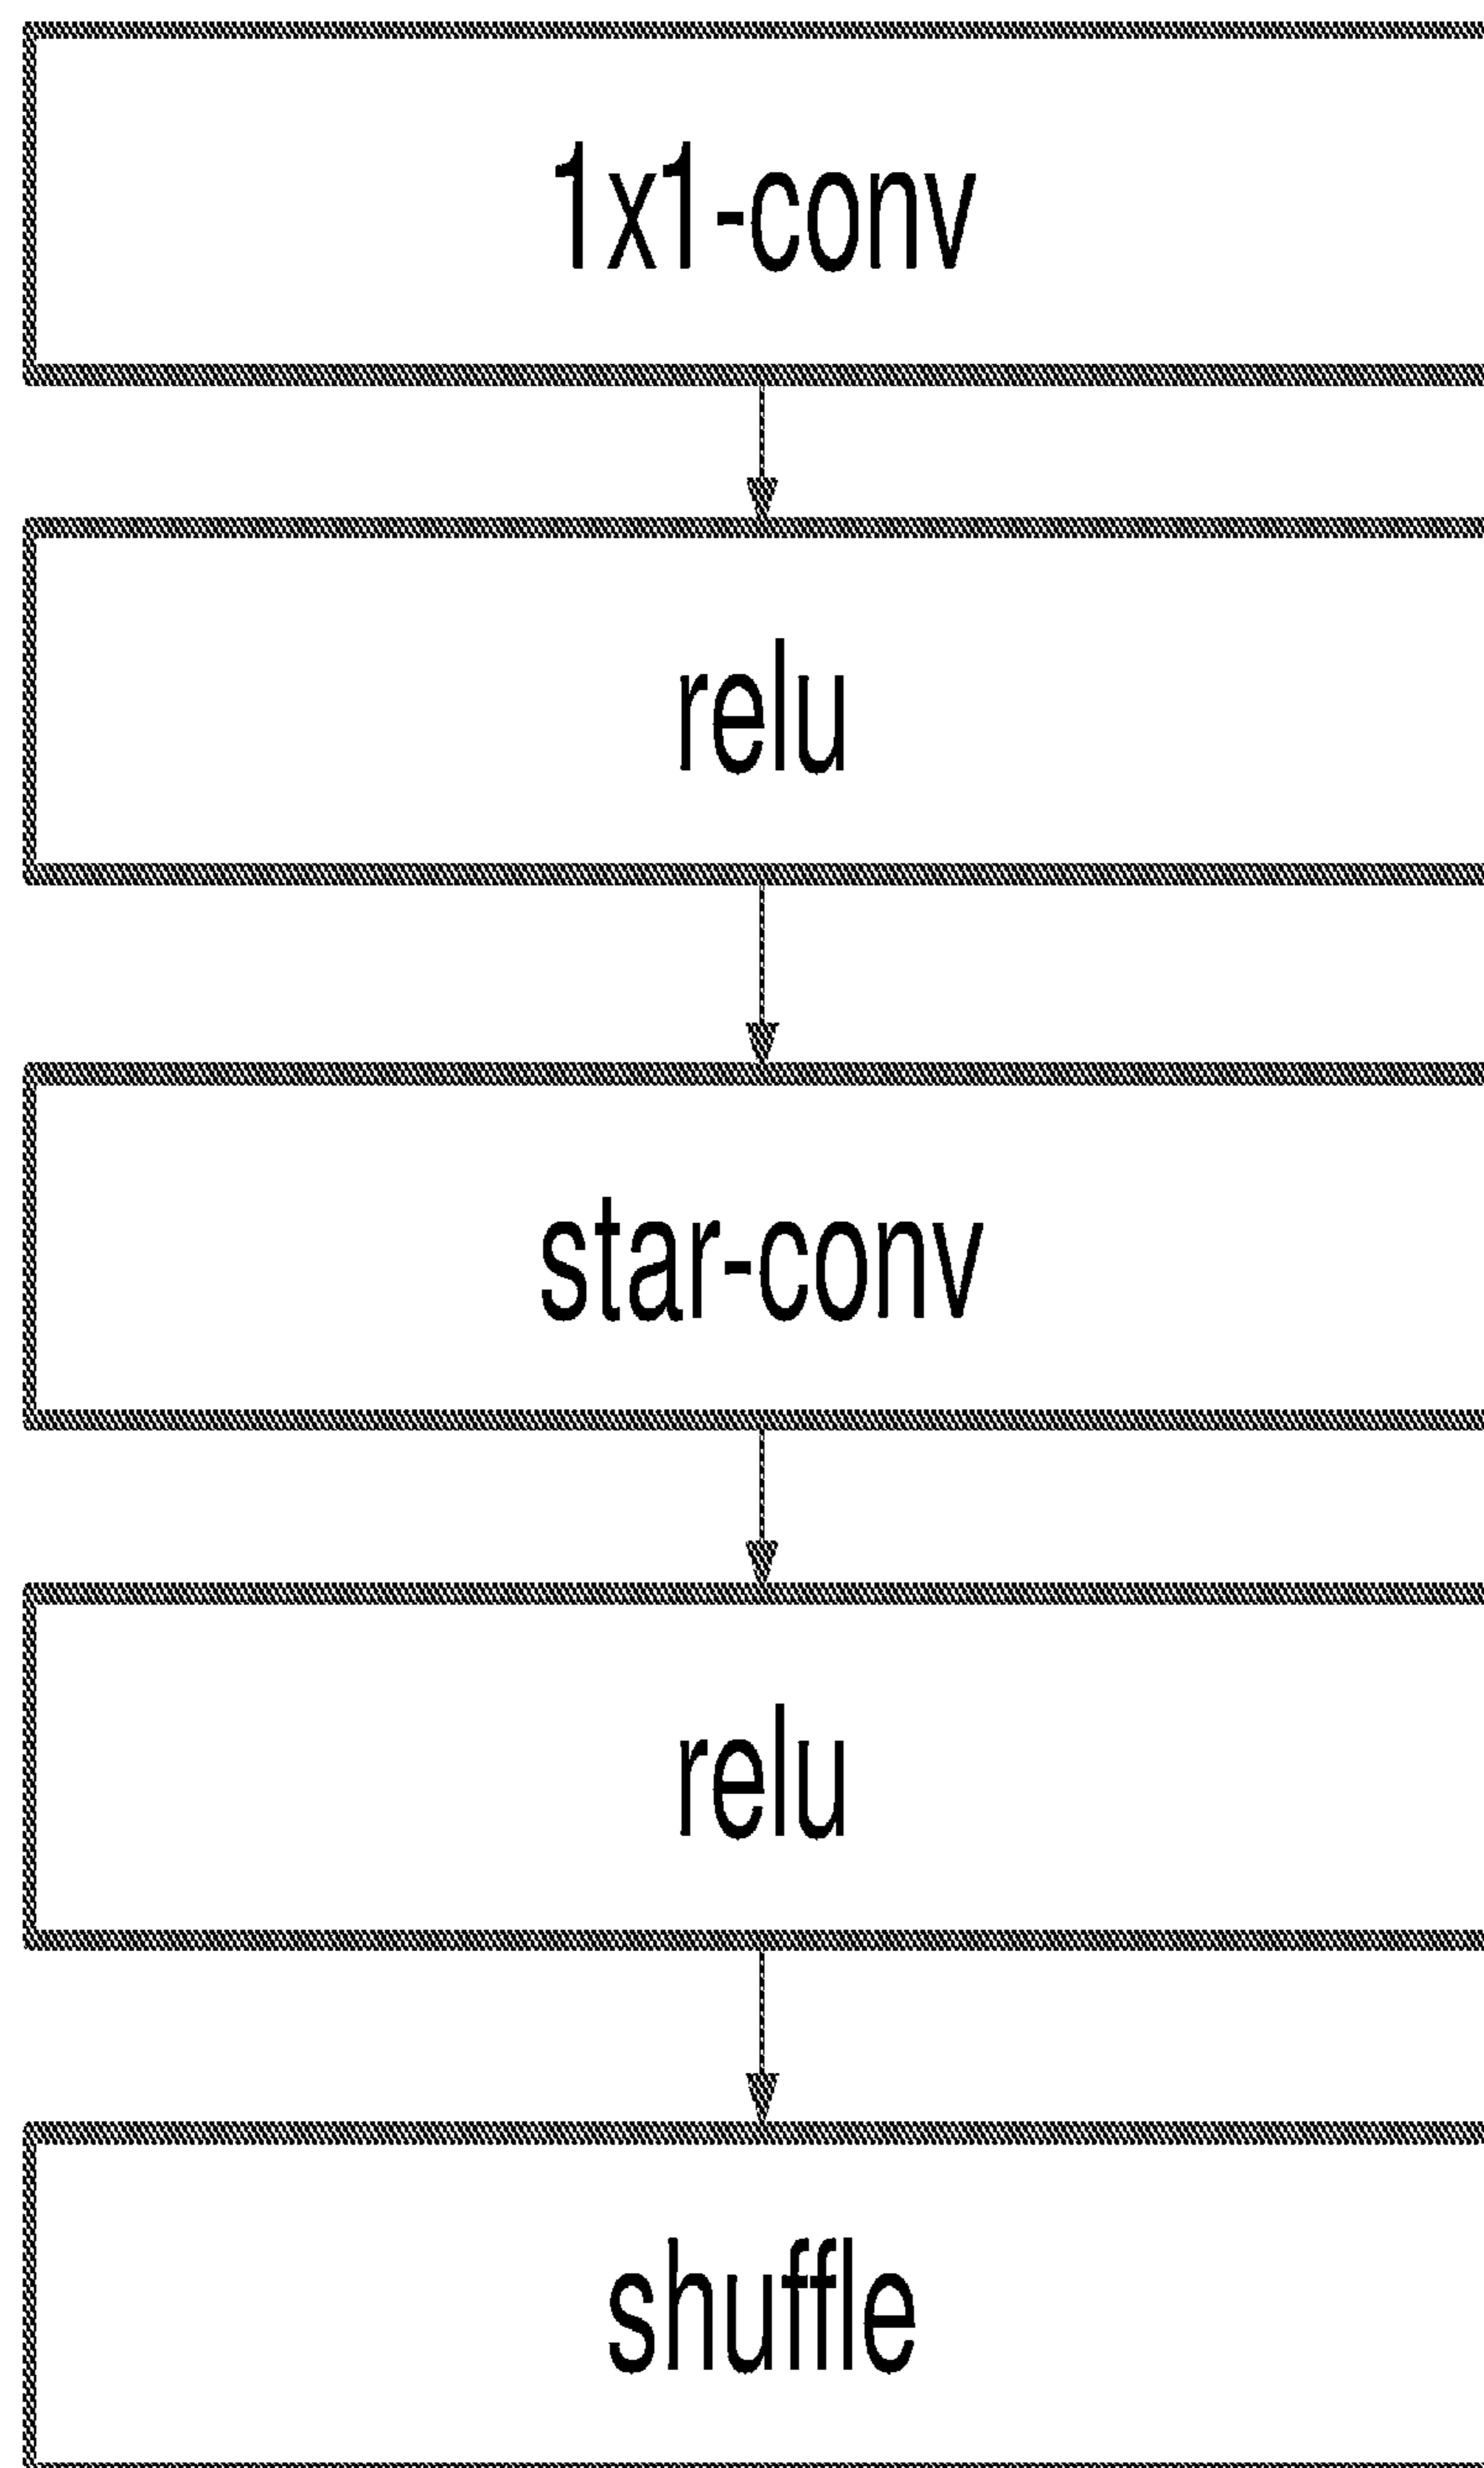 1x1-conv
relu
star-conv
relu
shuffle